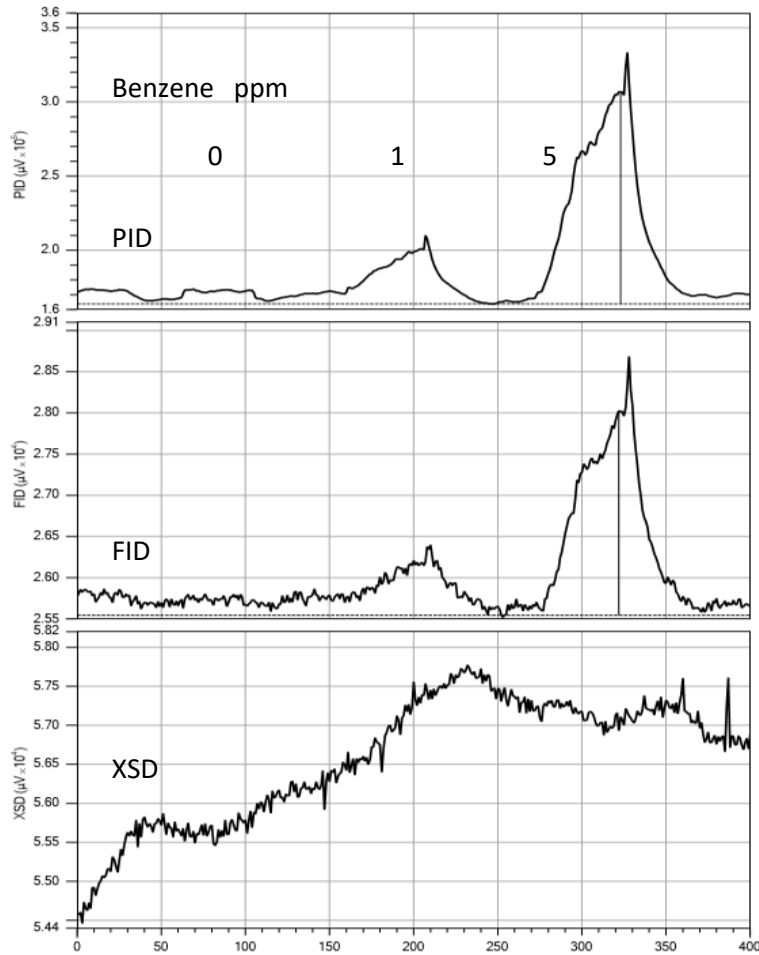 3.6
3.5
3.0
2.5
2.0
1.6
PID (µV x 10⁵)
Benzene ppm
0 1 5
PID
2.91
2.85
2.80
2.75
2.70
2.65
2.60
2.55
FID (µV x 10⁴)
FID
5.82
5.80
5.75
5.70
5.65
5.60
5.55
5.50
5.44
XSD (µV x 10⁴)
XSD
0 50 100 150 200 250 300 350 400